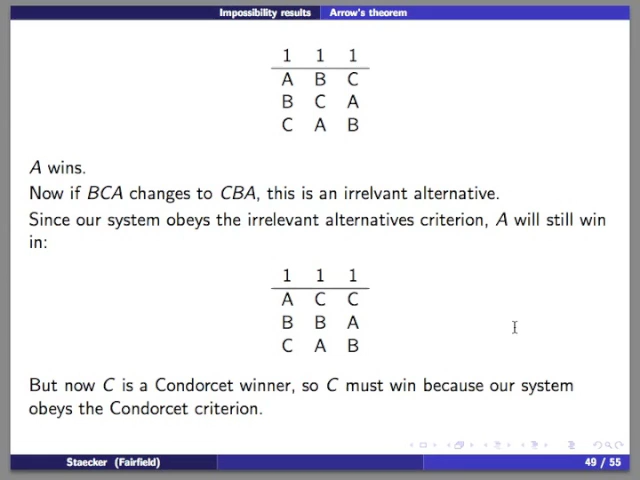 Impossibility results Arrow's theorem
1 1 1
A B C
B C A
C A B
A wins.
Now if BCA changes to CBA, this is an irrelvant alternative.
Since our system obeys the irrelevant alternatives criterion, A will still win
in:
1 1 1
A C C
B B A
C A B
But now C is a Condorcet winner, so C must win because our system
obeys the Condorcet criterion.
Staecker (Fairfield) 49 / 55